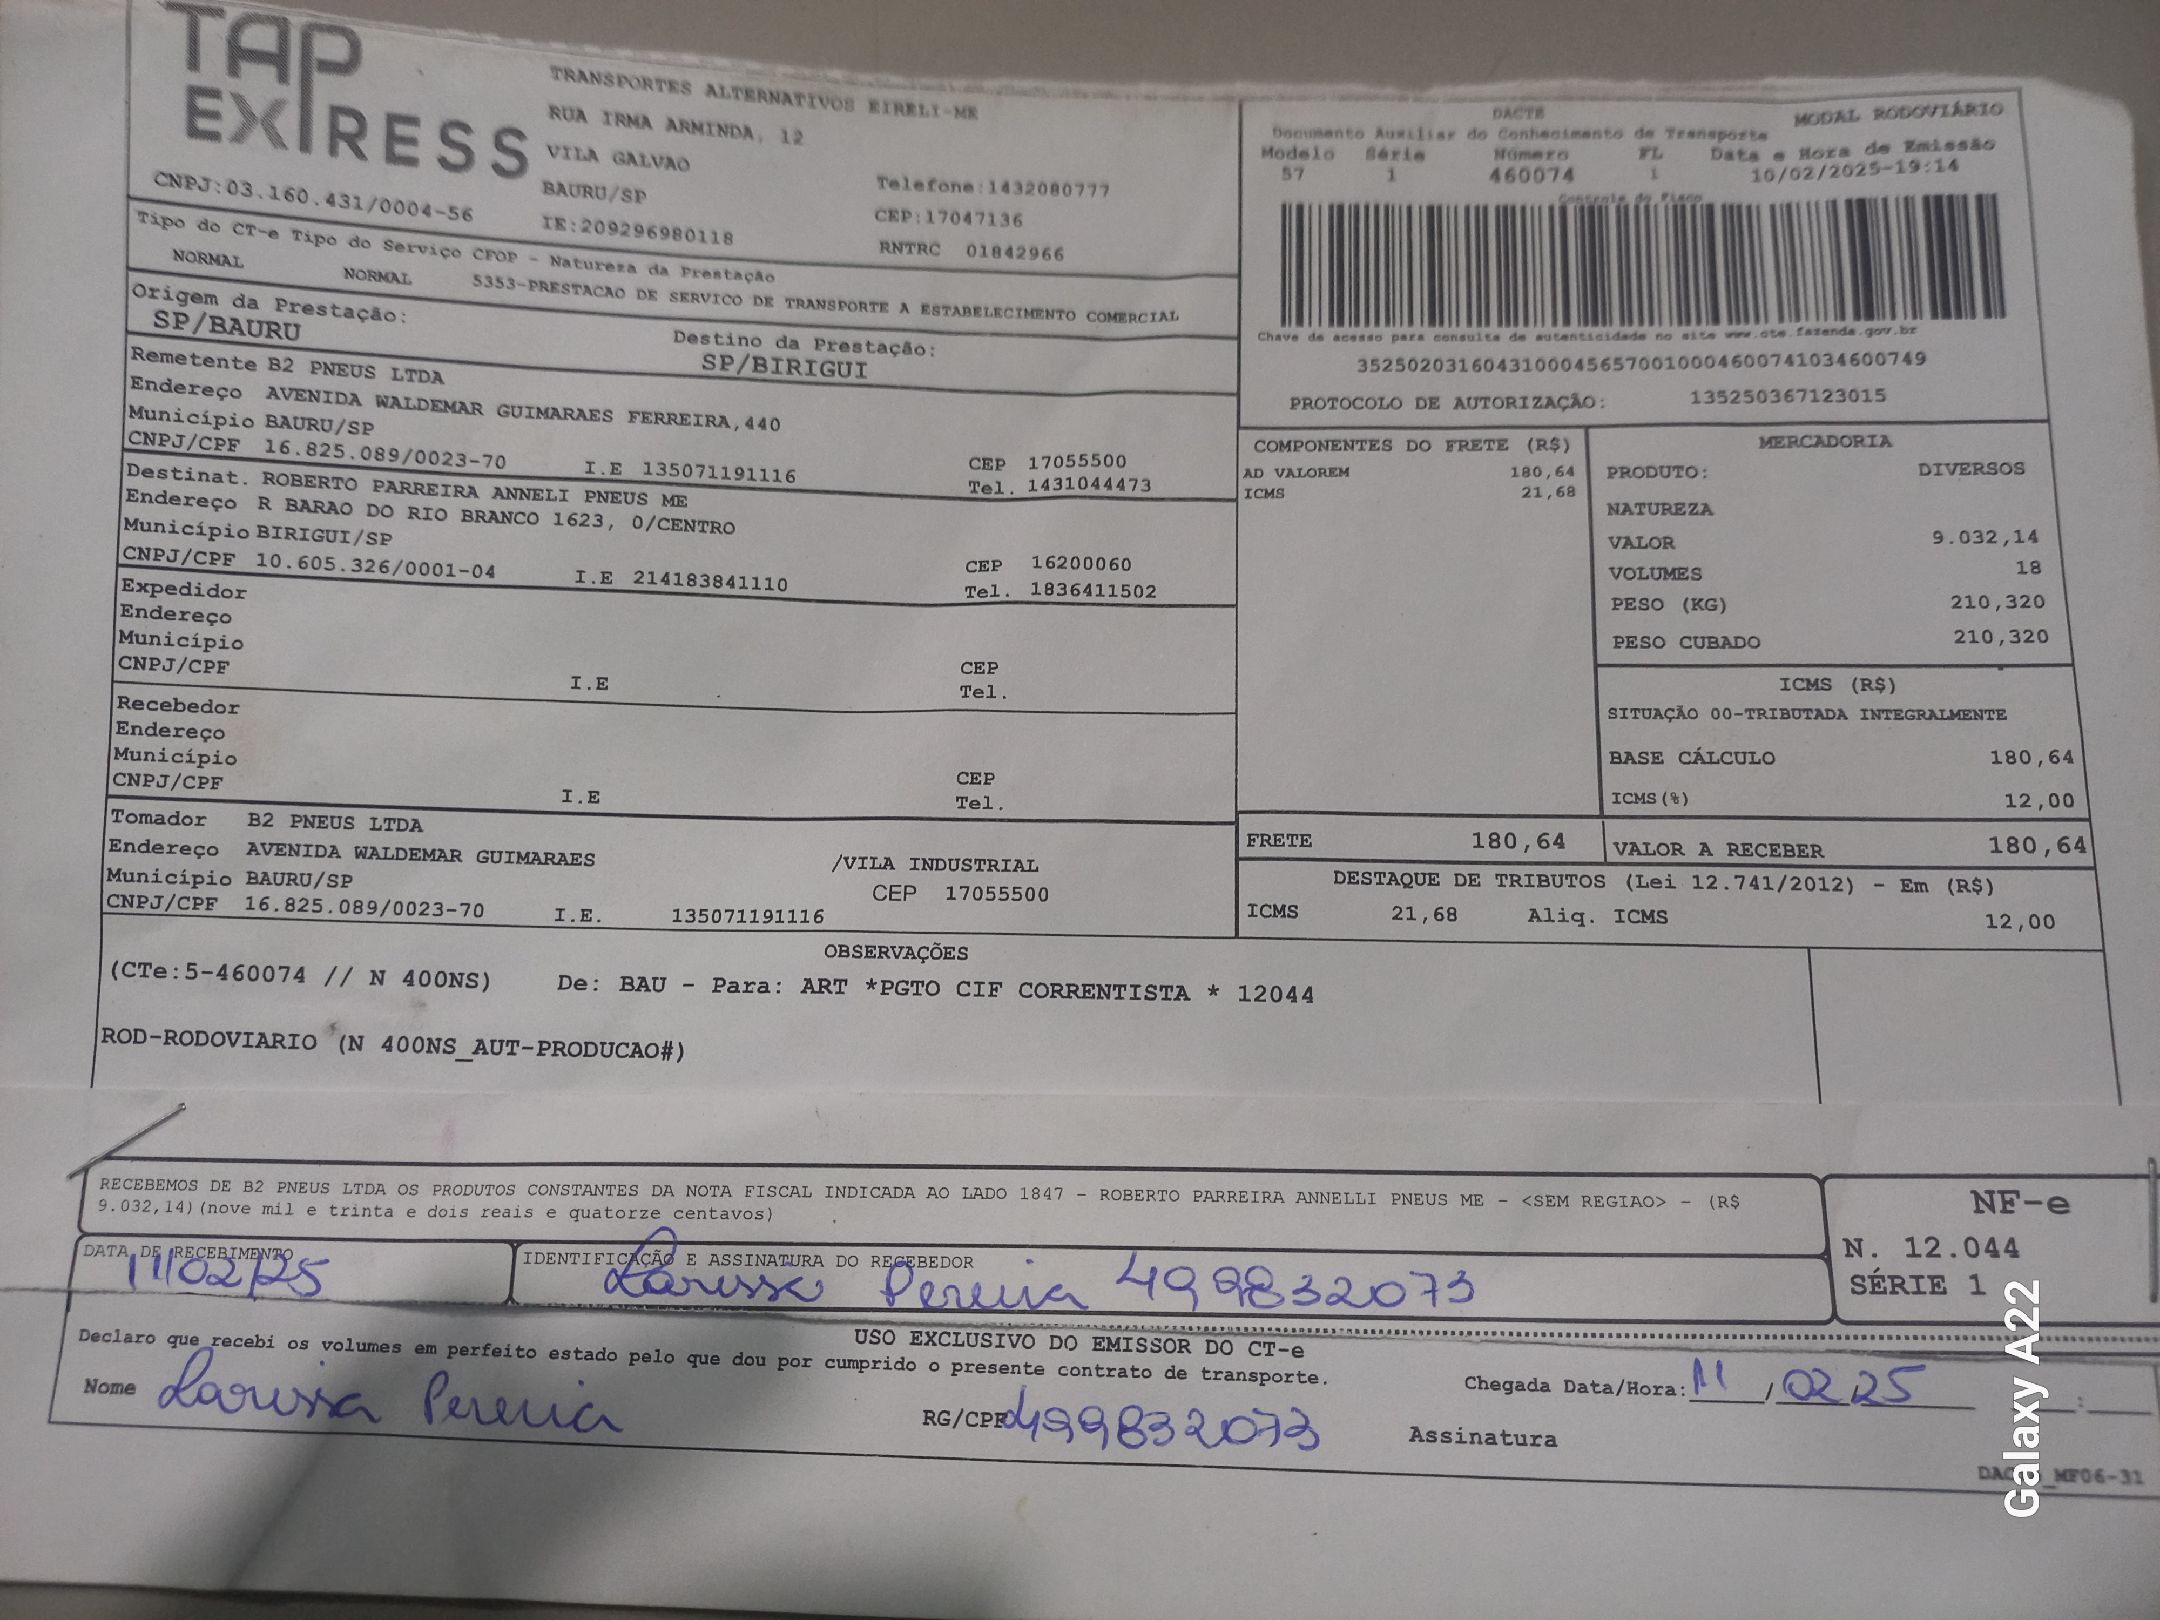 TAP EXPRESS
TRANSPORTES ALTERNATIVOS EIRELI-ME
RUA IRMA ARMINDA, 12
VILA GALVAO
BAURU/SP
Telefone:1432080777
CNPJ:03.160.431/0004-56
IE:209296980118
CEP:17047136
RNTRC 01842966
DACTE
MODAL RODOVIÁRIO
Documento Auxiliar do Conhecimento de Transporte
Modelo Série Número FL Data e Hora de Emissão
57 1 460074 1 10/02/2025-19:14
Controle do Fisco
Chave de acesso para consulta de autenticidade no site www.cte.fazenda.gov.br
35250203160431000456570010004600741034600749
PROTOCOLO DE AUTORIZAÇÃO: 135250367123015
Tipo do CT-e Tipo do Serviço CFOP - Natureza da Prestação
NORMAL NORMAL 5353-PRESTACAO DE SERVICO DE TRANSPORTE A ESTABELECIMENTO COMERCIAL
Origem da Prestação: Destino da Prestação:
SP/BAURU SP/BIRIGUI
Remetente B2 PNEUS LTDA
Endereço AVENIDA WALDEMAR GUIMARAES FERREIRA,440
Município BAURU/SP CEP 17055500
CNPJ/CPF 16.825.089/0023-70 I.E 135071191116 Tel. 1431044473
Destinat. ROBERTO PARREIRA ANNELI PNEUS ME
Endereço R BARAO DO RIO BRANCO 1623, 0/CENTRO
Município BIRIGUI/SP CEP 16200060
CNPJ/CPF 10.605.326/0001-04 I.E 214183841110 Tel. 1836411502
Expedidor
Endereço
Município CEP
CNPJ/CPF I.E Tel.
Recebedor
Endereço
Município CEP
CNPJ/CPF I.E Tel.
Tomador B2 PNEUS LTDA
Endereço AVENIDA WALDEMAR GUIMARAES /VILA INDUSTRIAL
Município BAURU/SP CEP 17055500
CNPJ/CPF 16.825.089/0023-70 I.E. 135071191116
COMPONENTES DO FRETE (R$)
AD VALOREM 180,64
ICMS 21,68
MERCADORIA
PRODUTO: DIVERSOS
NATUREZA
VALOR 9.032,14
VOLUMES 18
PESO (KG) 210,320
PESO CUBADO 210,320
ICMS (R$)
SITUAÇÃO 00-TRIBUTADA INTEGRALMENTE
BASE CÁLCULO 180,64
ICMS(%) 12,00
FRETE 180,64 VALOR A RECEBER 180,64
DESTAQUE DE TRIBUTOS (Lei 12.741/2012) - Em (R$)
ICMS 21,68 Aliq. ICMS 12,00
OBSERVAÇÕES
(CTe:5-460074 // N 400NS) De: BAU - Para: ART *PGTO CIF CORRENTISTA * 12044
ROD-RODOVIARIO (N 400NS_AUT-PRODUCAO#)
RECEBEMOS DE B2 PNEUS LTDA OS PRODUTOS CONSTANTES DA NOTA FISCAL INDICADA AO LADO 1847 - ROBERTO PARREIRA ANNELLI PNEUS ME - <SEM REGIAO> - (R$
9.032,14)(nove mil e trinta e dois reais e quatorze centavos)
NF-e
N. 12.044
SÉRIE 1
DATA DE RECEBIMENTO IDENTIFICAÇÃO E ASSINATURA DO RECEBEDOR
11/02/25 Larissa Pereira 499832073
USO EXCLUSIVO DO EMISSOR DO CT-e
Declaro que recebi os volumes em perfeito estado pelo que dou por cumprido o presente contrato de transporte.
Nome Larissa Pereira RG/CPF 499832073 Chegada Data/Hora: 11/02/25 :
Assinatura
MF06-31
Galaxy A22